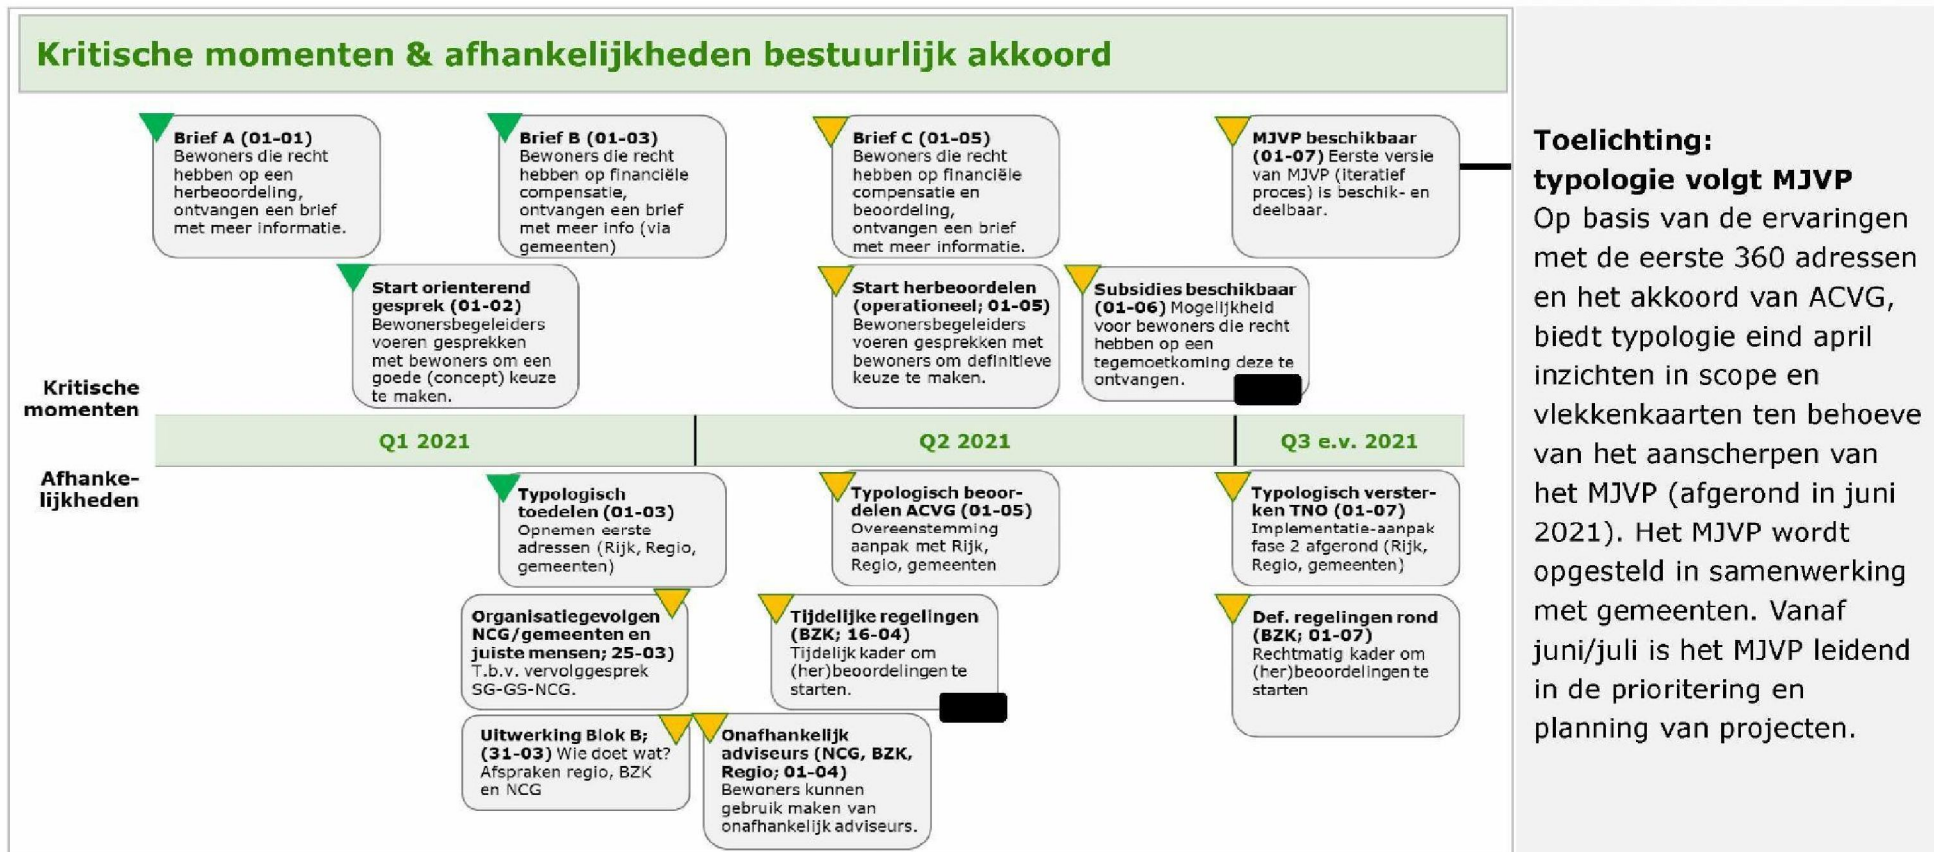 Kritische momenten & afhankelijkheden bestuurlijk akkoord
Brief A (01-01)
Bewoners die recht
hebben op een
herbeoordeling,
ontvangen een brief
met meer informatie.
Brief B (01-03)
Bewoners die recht
hebben op financiële
compensatie,
ontvangen een brief
met meer info (via
gemeenten)
Brief C (01-05)
Bewoners die recht
hebben op financiële
compensatie en
beoordeling,
ontvangen een brief
met meer informatie.
MJVP beschikbaar
(01-07) Eerste versie
van MJVP (iteratief
proces) is beschik- en
deelbaar.
Start orienterend
gesprek (01-02)
Bewonersbegeleiders
voeren gesprekken
met bewoners om een
goede (concept) keuze
te maken.
Start herbeoordelen
(operationeel; 01-05)
Bewonersbegeleiders
voeren gesprekken met
bewoners om definitieve
keuze te maken.
Subsidies beschikbaar
(01-06) Mogelijkheid
voor bewoners die recht
hebben op een
tegemoetkoming deze te
ontvangen.
Kritische
momenten
Q1 2021
Q2 2021
Q3 e.v. 2021
Afhanke-
lijkheden
Typologisch
toedelen (01-03)
Opnemen eerste
adressen (Rijk, Regio,
gemeenten)
Typologisch beoor-
delen ACVG (01-05)
Overeenstemming
aanpak met Rijk,
Regio, gemeenten
Typologisch verster-
ken TNO (01-07)
Implementatie-aanpak
fase 2 afgerond (Rijk,
Regio, gemeenten)
Organisatiegevolgen
NCG/gemeenten en
juiste mensen; 25-03)
T.b.v. vervolggesprek
SG-GS-NCG.
Tijdelijke regelingen
(BZK; 16-04)
Tijdelijk kader om
(her)beoordelingen te
starten.
Def. regelingen rond
(BZK; 01-07)
Rechtmatig kader om
(her)beoordelingen te
starten
Uitwerking Blok B;
(31-03) Wie doet wat?
Afspraken regio, BZK
en NCG
Onafhankelijk
adviseurs (NCG, BZK,
Regio; 01-04)
Bewoners kunnen
gebruik maken van
onafhankelijk adviseurs.
Toelichting:
typologie volgt MJVP
Op basis van de ervaringen
met de eerste 360 adressen
en het akkoord van ACVG,
biedt typologie eind april
inzichten in scope en
vlekkenkaarten ten behoeve
van het aanscherpen van
het MJVP (afgerond in juni
2021). Het MJVP wordt
opgesteld in samenwerking
met gemeenten. Vanaf
juni/juli is het MJVP leidend
in de prioritering en
planning van projecten.